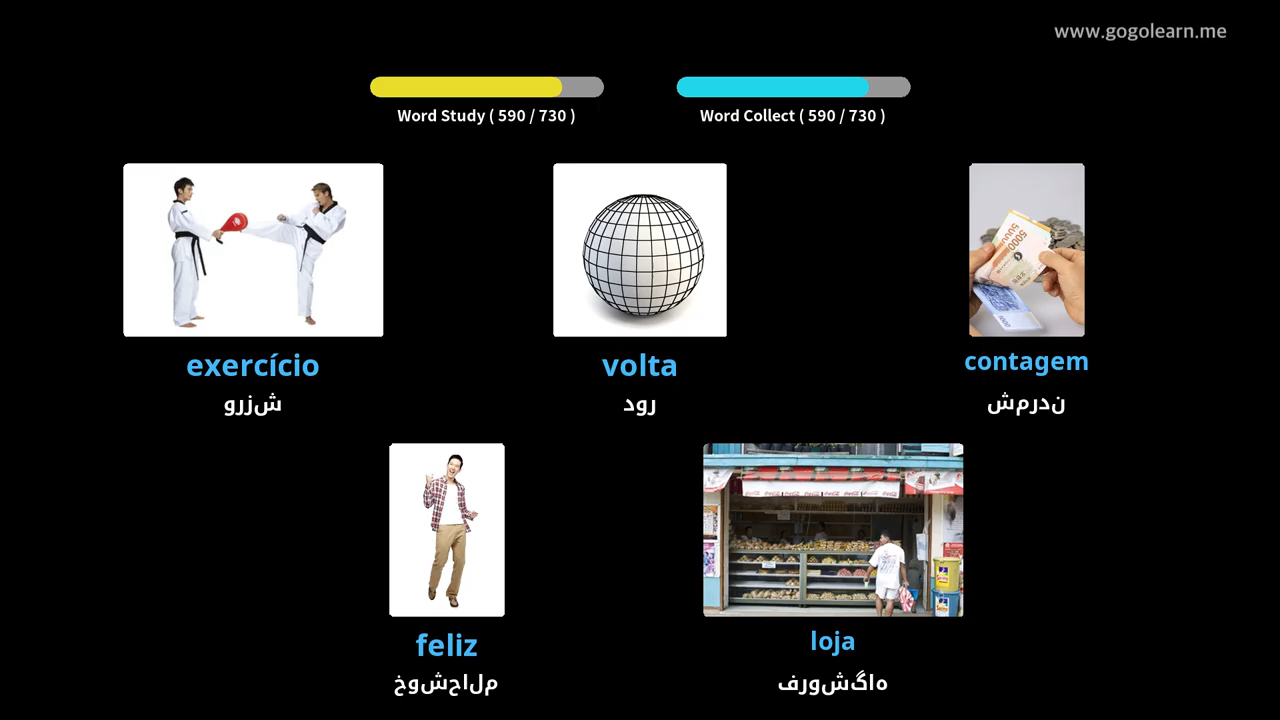 www.gogolearn.me
Word Study ( 590 / 730 )
Word Collect ( 590 / 730 )
exercício
ورزش
volta
دور
contagem
شمردن
feliz
خوشحالم
loja
فروشگاه